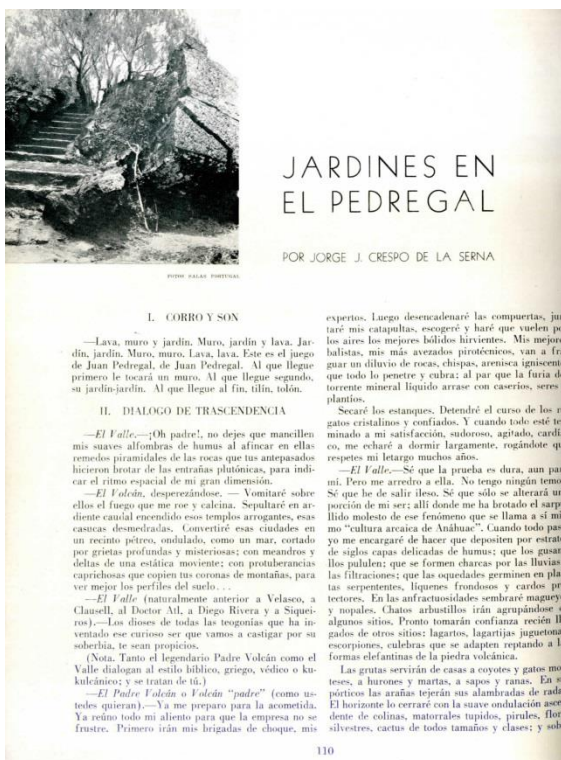 JARDINES EN
EL PEDREGAL
POR JORGE J. CRESPO DE LA SERNA
FOTOS SALAS PORTUGAL
I. CORRO Y SON
—Lava, muro y jardín. Muro, jardín y lava. Jar-
dín, jardín. Muro, muro. Lava, lava. Este es el juego
de Juan Pedregal, de Juan Pedregal. Al que llegue
primero le tocará un muro. Al que llegue segundo,
su jardín-jardín. Al que llegue al fin, tilín, tolón.
II. DIALOGO DE TRASCENDENCIA
—El Valle.—¡Oh padre!, no dejes que mancillen
mis suaves alfombras de humus al afincar en ellas
remedos piramidales de las rocas que tus antepasados
hicieron brotar de las entrañas plutónicas, para indi-
car el ritmo espacial de mi gran dimensión.
—El Volcán, desperezándose. — Vomitaré sobre
ellos el fuego que me roe y calcina. Sepultaré en ar-
diente caudal encendido esos templos arrogantes, esas
casucas desmedradas. Convertiré esas ciudades en
un recinto pétreo, ondulado, como un mar, cortado
por grietas profundas y misteriosas; con meandros y
deltas de una estática moviente; con protuberancias
caprichosas que copien tus coronas de montañas, para
ver mejor los perfiles del suelo...
—El Valle (naturalmente anterior a Velasco, a
Clausell, al Doctor Atl, a Diego Rivera y a Siquei-
ros).—Los dioses de todas las teogonías que ha in-
ventado ese curioso ser que vamos a castigar por su
soberbia, te sean propicios.
(Nota. Tanto el legendario Padre Volcán como el
Valle dialogan al estilo bíblico, griego, védico o ku-
kulcánico; y se tratan de tú.)
—El Padre Volcán o Volcán "padre" (como us-
tedes quieran).—Ya me preparo para la acometida.
Ya reúno todo mi aliento para que la empresa no se
frustre. Primero irán mis brigadas de choque, mis
expertos. Luego desencadenaré las compuertas,
taré mis catapultas, escogeré y haré que vuelen
los aires los mejores bólidos hirvientes. Mis
balistas, mis más avezados pirotécnicos, van a
guar un diluvio de rocas, chispas, arenisca
que todo lo penetre y cubra; al par que la furia
torrente mineral líquido arrase con caseríos, seres
plantíos.
Secaré los estanques. Detendré el curso de los
gatos cristalinos y confiados. Y cuando todo esté
minado a mi satisfacción, sudoroso, agitado,
co, me echaré a dormir largamente, rogándote
respetes mi letargo muchos años.
—El Valle.—Sé que la prueba es dura, aun
mí. Pero me arredro a ella. No tengo ningún
Sé que he de salir ileso. Sé que sólo se alterará
porción de mi ser; allí donde me ha brotado el
llido molesto de ese fenómeno que se llama a sí
mo "cultura arcaica de Anáhuac". Cuando todo
yo me encargaré de hacer que depositen por
de siglos capas delicadas de humus; que los
llos pululen; que se formen charcas por las lluvias
las filtraciones; que las oquedades germinen en
tas serpentes, líquenes frondosos y cardos
tectores. En las anfractuosidades sembraré
y nopales. Chatos arbustillos irán agrupándose
algunos sitios. Pronto tomarán confianza recién
gados de otros sitios: lagartos, lagartijas
escorpiones, culebras que se adapten reptando a
formas elefantinas de la piedra volcánica.
Las grutas servirán de casas a coyotes y gatos
teses, a hurones y martas, a sapos y ranas. En
pórticos las arañas tejerán sus alambradas de
El horizonte lo cerraré con la suave ondulación
dente de colinas, matorrales tupidos, pirules,
silvestres, cactus de todos tamaños y clases; y
110